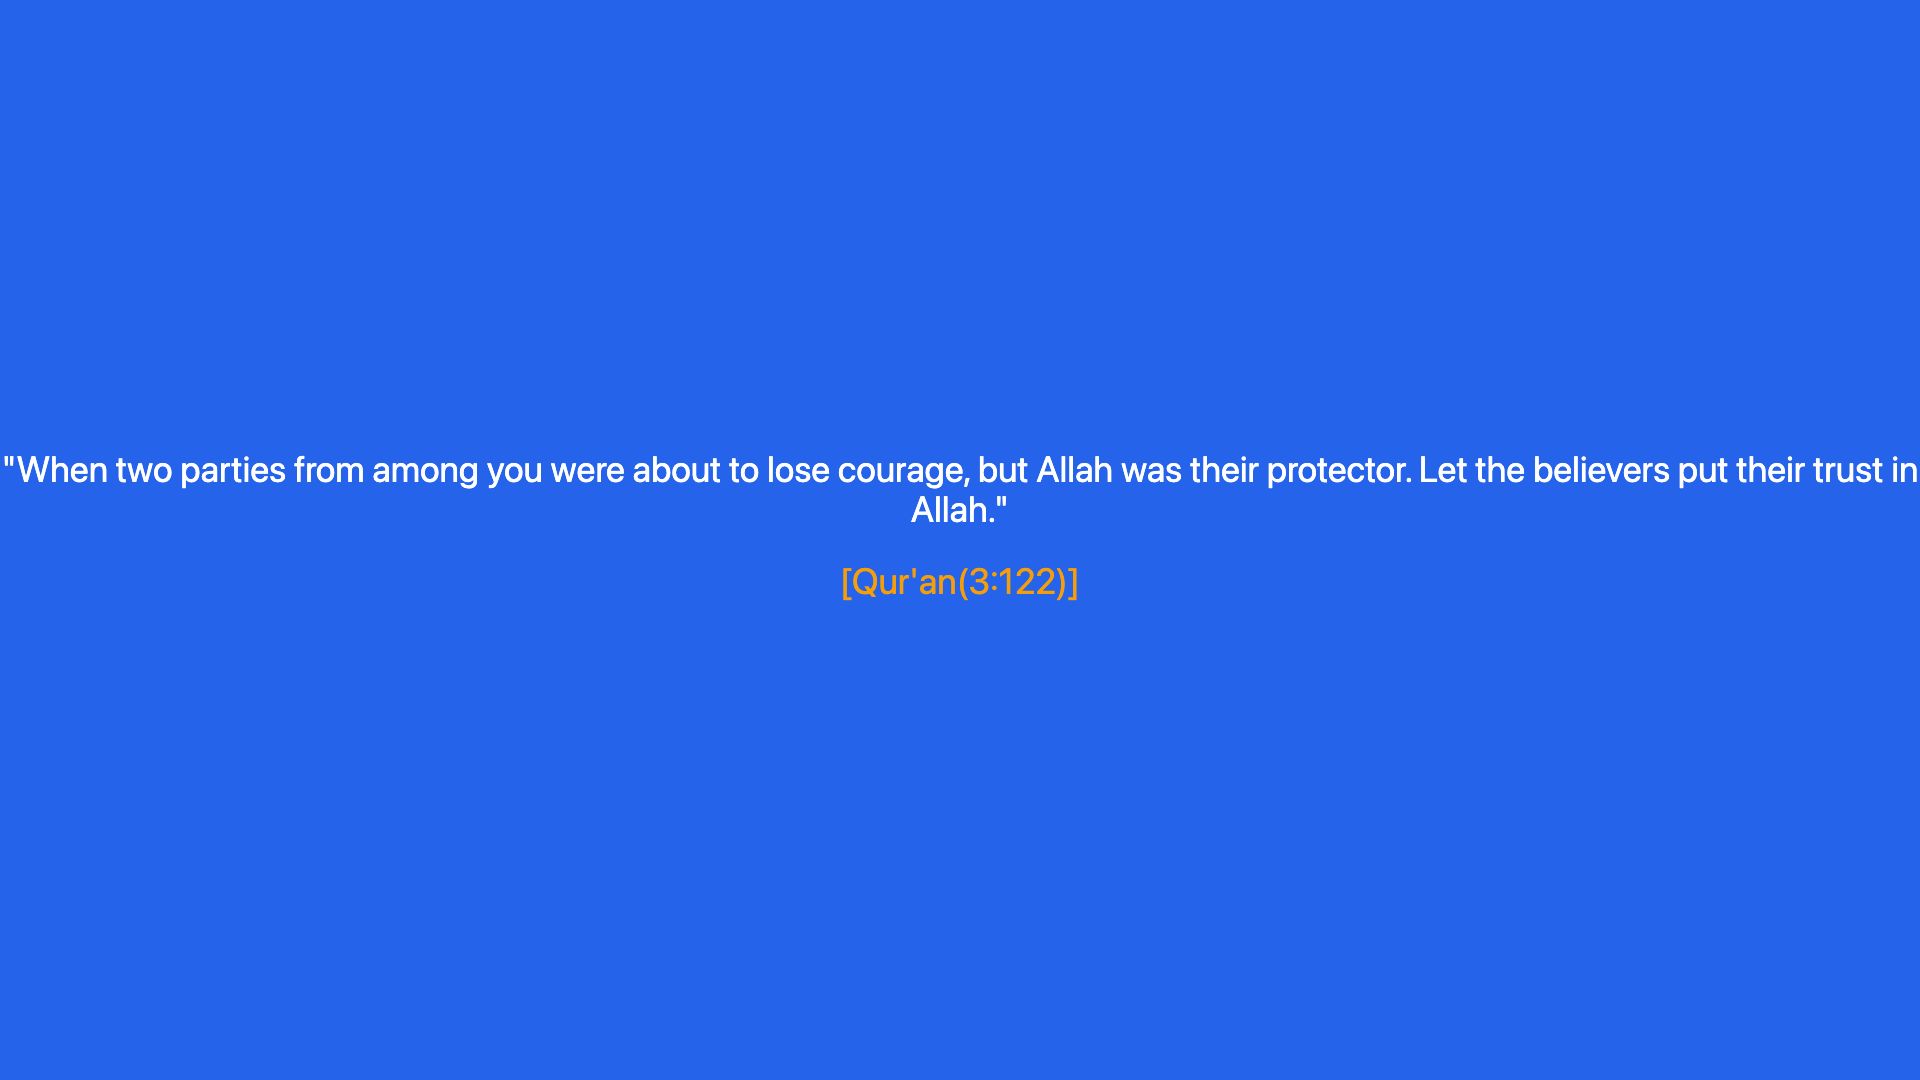 "When two parties from among you were about to lose courage, but Allah was their protector. Let the believers put their trust in
Allah."
[Qur'an(3:122)]